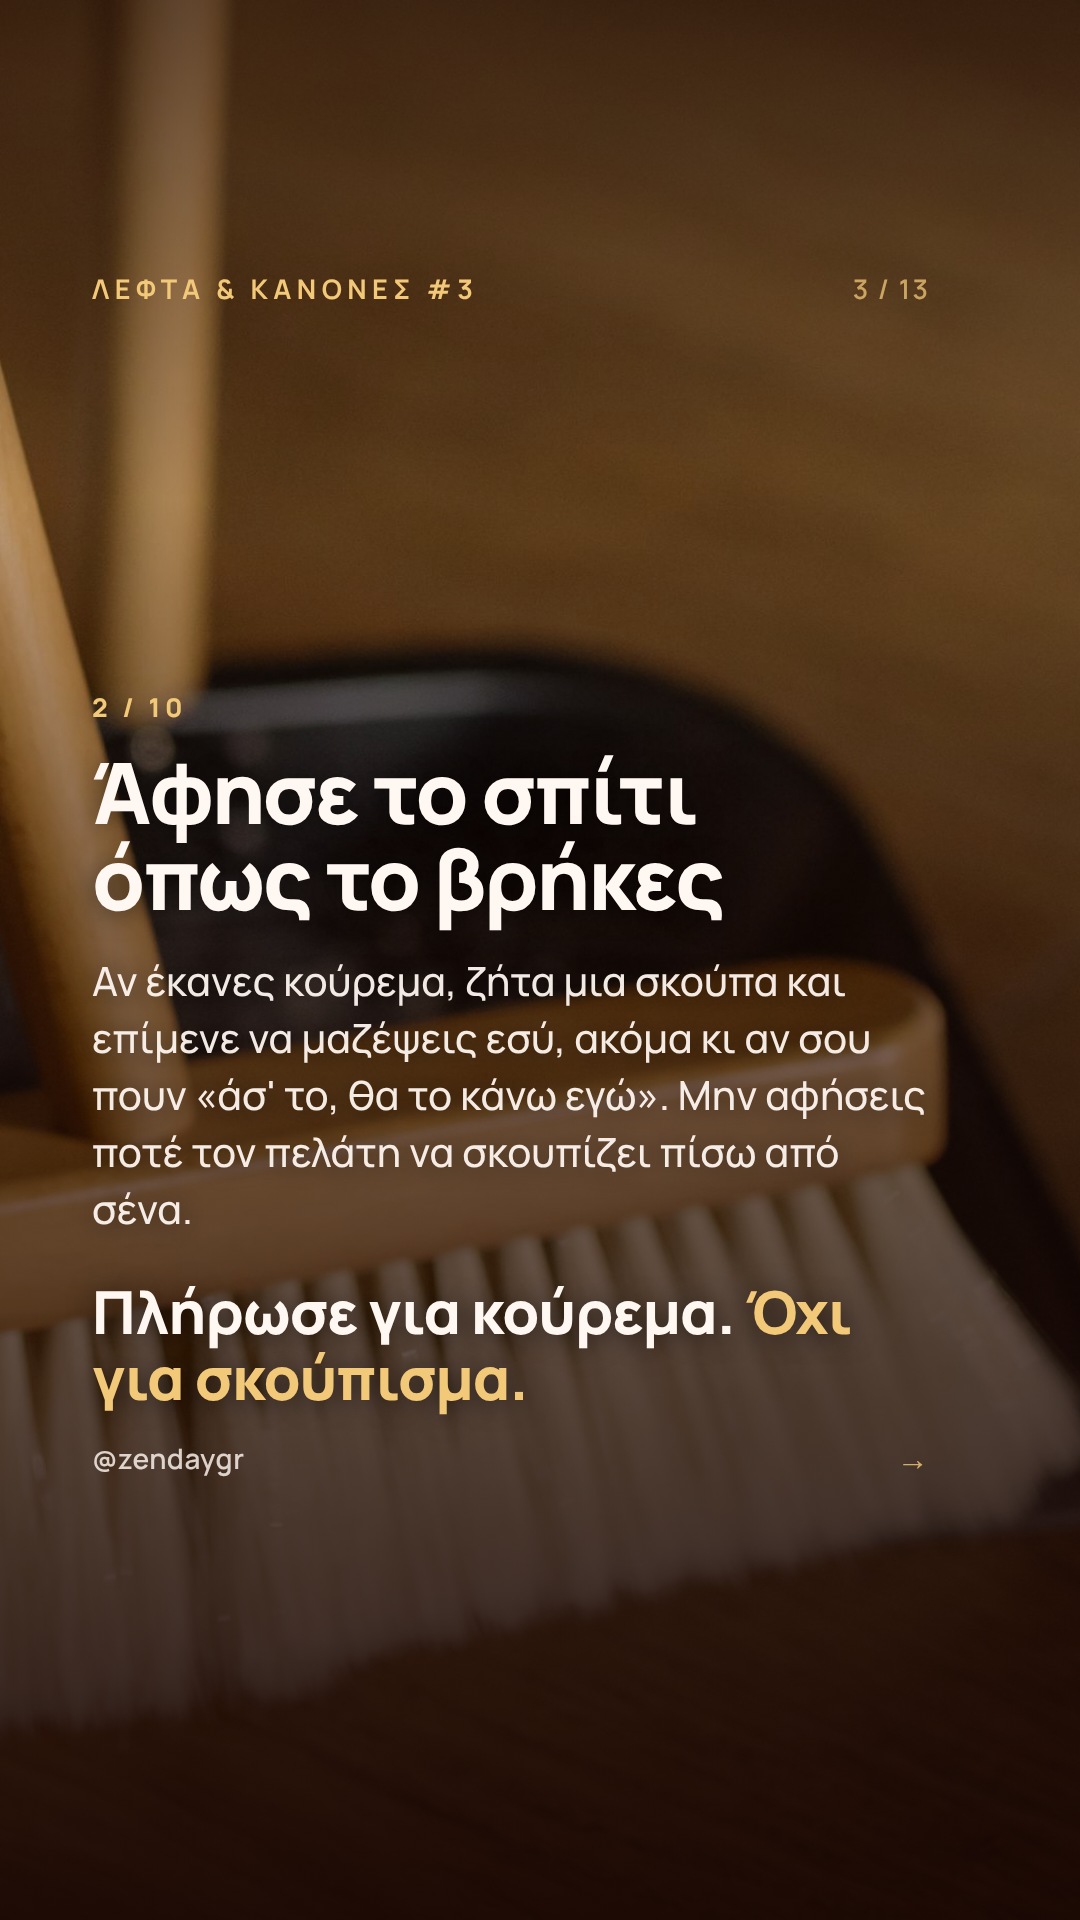 ΛΕΦΤΑ & ΚΑΝΟΝΕΣ #3
3 / 13
2 / 10
Άφησε το σπίτι
όπως το βρήκες
Αν έκανες κούρεμα, ζήτα μια σκούπα και
επίμενε να μαζέψεις εσύ, ακόμα κι αν σου
πουν «άσ' το, θα το κάνω εγώ». Μην αφήσεις
ποτέ τον πελάτη να σκουπίζει πίσω από
σένα.
Πλήρωσε για κούρεμα. Όχι
για σκούπισμα.
@zendaygr
→